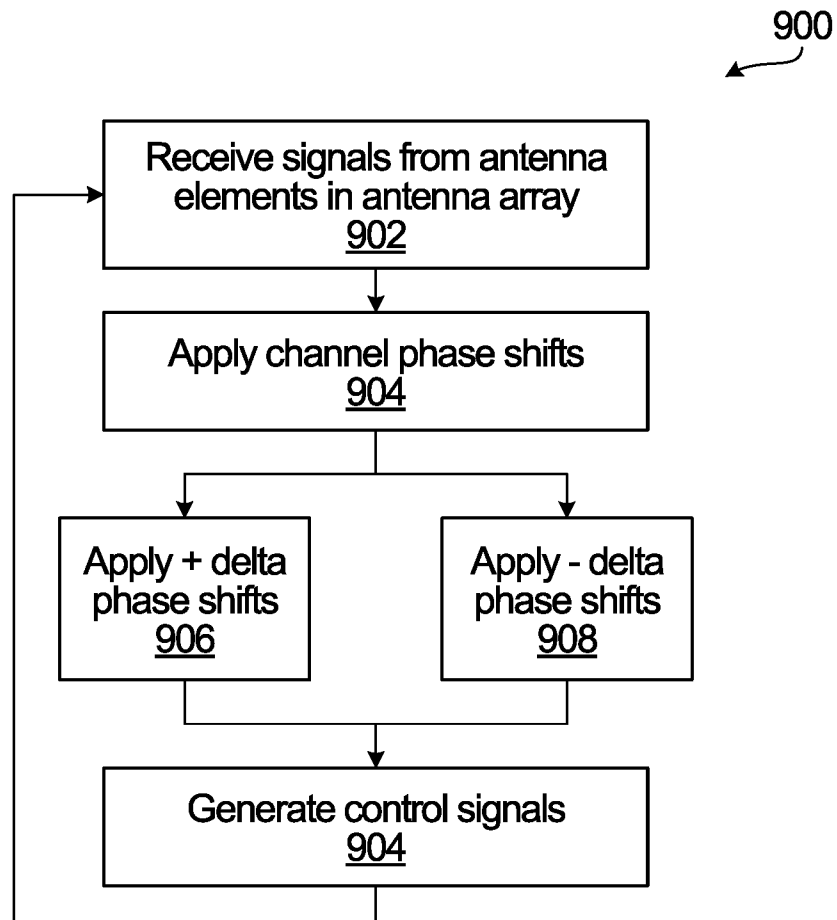 900
Receive signals from antenna
elements in antenna array
902
Apply channel phase shifts
904
Apply + delta
phase shifts
906
Apply - delta
phase shifts
908
Generate control signals
904